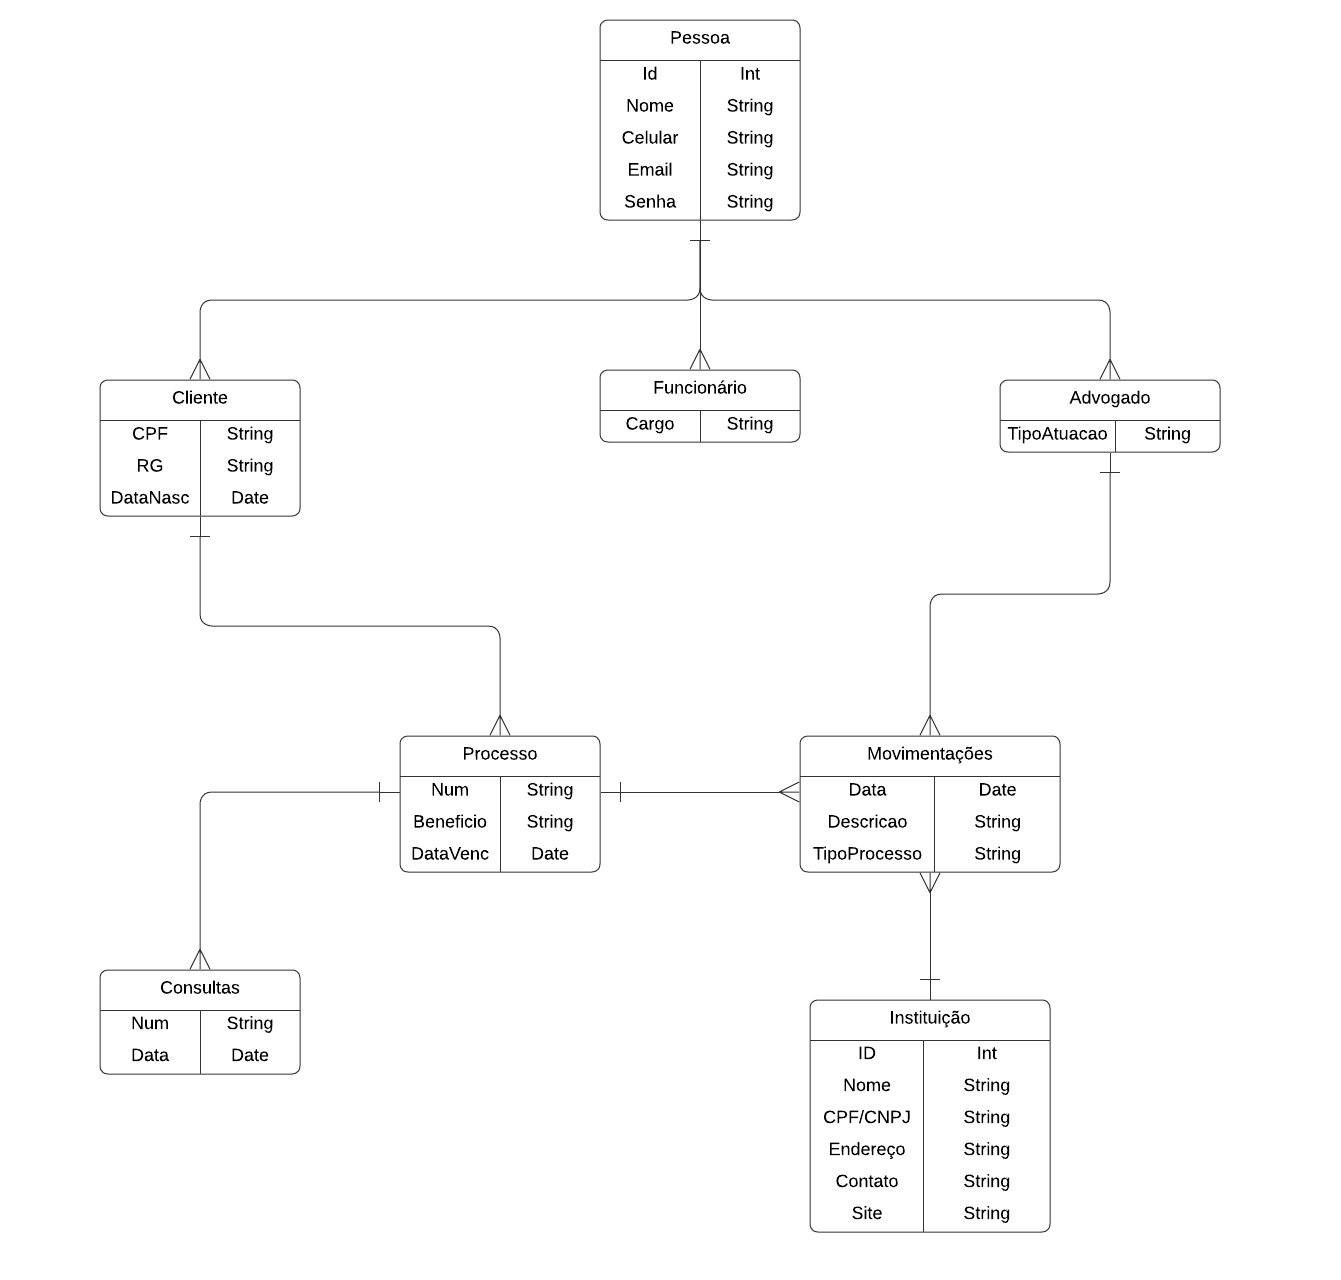 Pessoa
Id Int
Nome String
Celular String
Email String
Senha String
Cliente
CPF String
RG String
DataNasc Date
Funcionário
Cargo String
Advogado
TipoAtuacao String
Processo
Num String
Beneficio String
DataVenc Date
Movimentações
Data Date
Descricao String
TipoProcesso String
Consultas
Num String
Data Date
Instituição
ID Int
Nome String
CPF/CNPJ String
Endereço String
Contato String
Site String